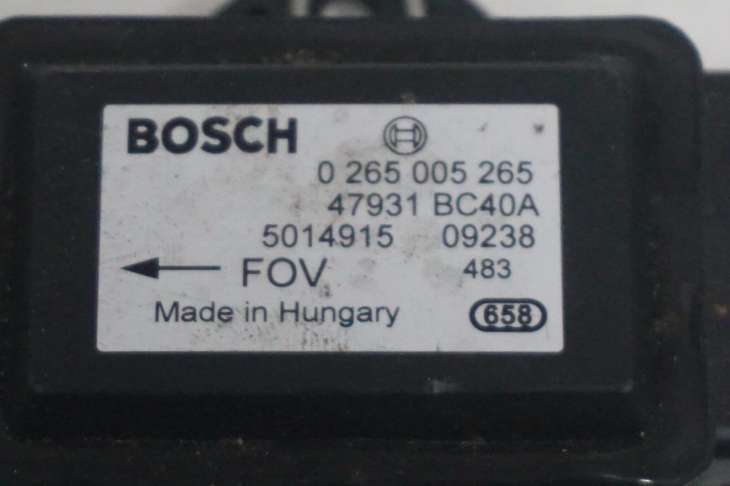 BOSCH
0 265 005 265
47931 BC40A
5014915 09238
FOV 483
Made in Hungary 658